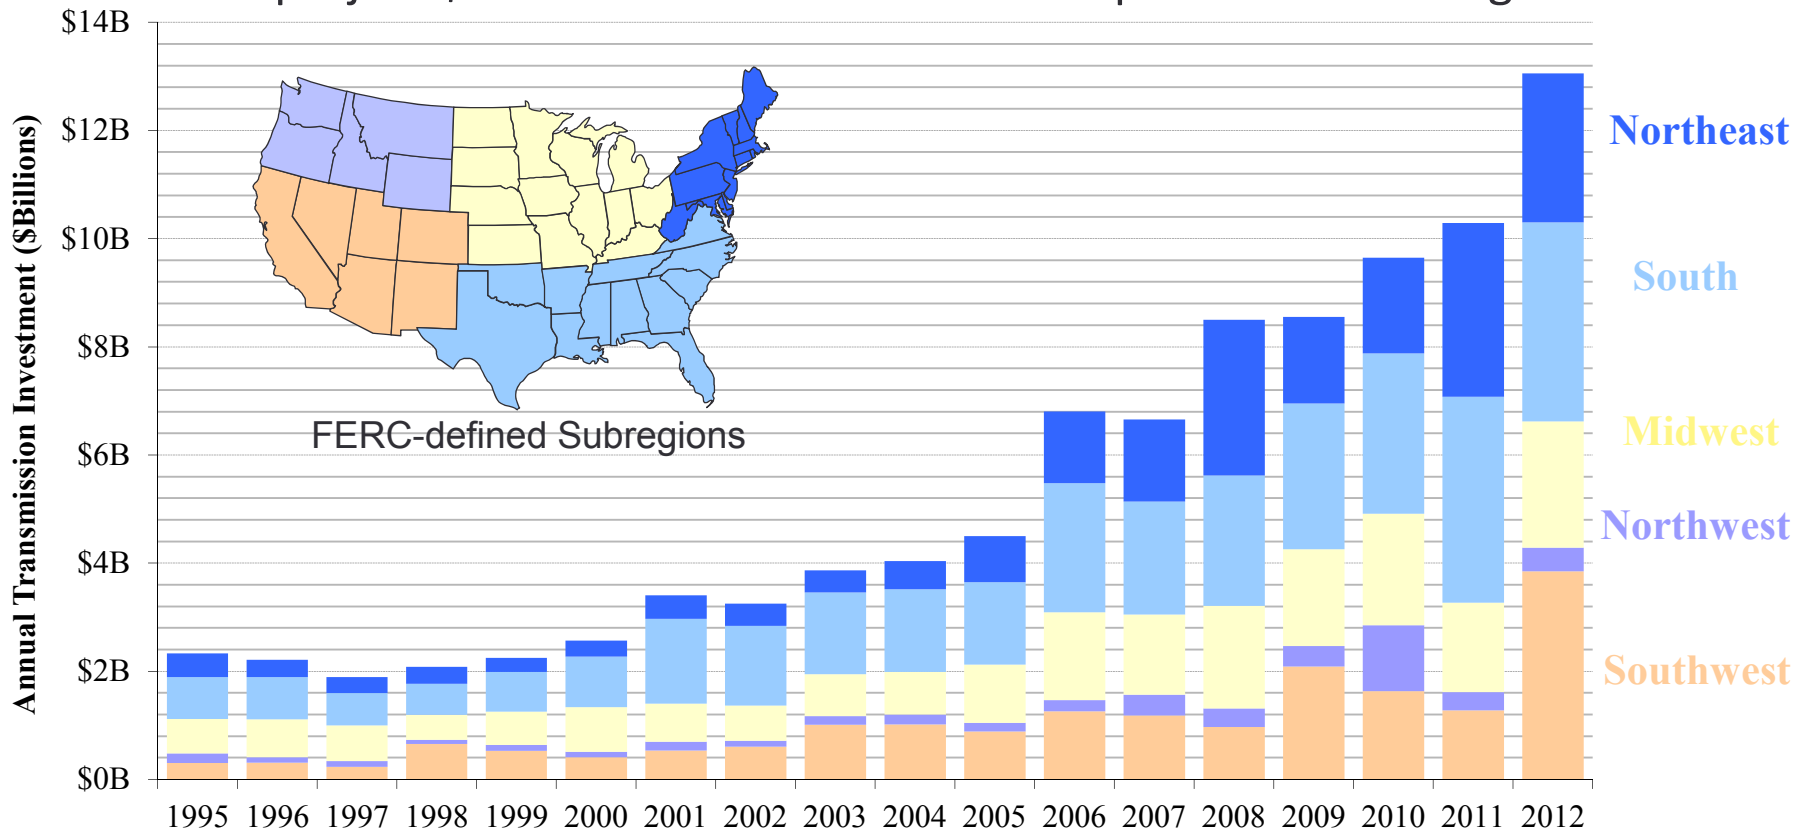 $14B
$12B
$10B
$8B
$6B
$4B
$2B
$0B
Annual Transmission Investment ($Billions)
FERC-defined Subregions
Northeast
South
Midwest
Northwest
Southwest
1995 1996 1997 1998 1999 2000 2001 2002 2003 2004 2005 2006 2007 2008 2009 2010 2011 2012